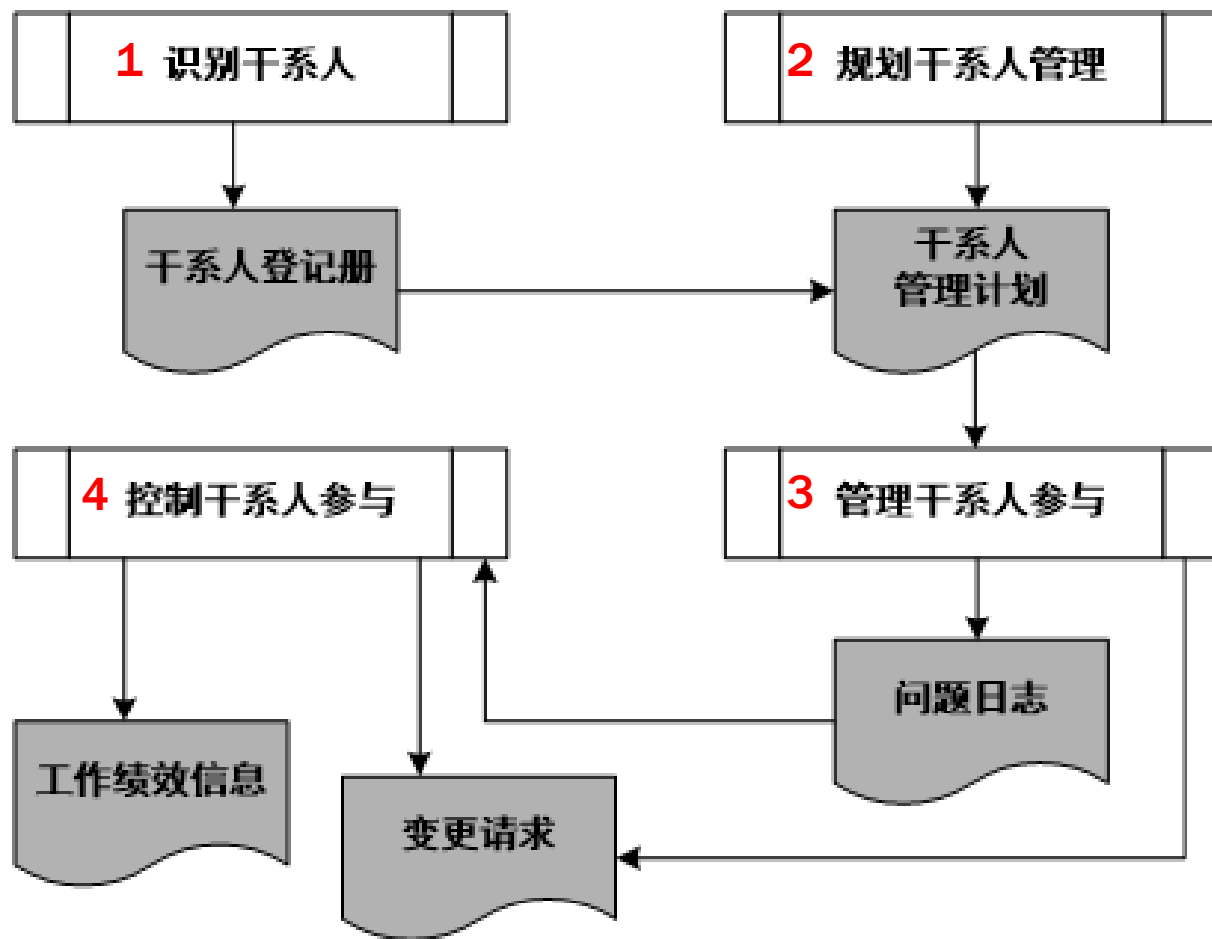 1 识别干系人
2 规划干系人管理
干系人登记册
干系人
管理计划
4 控制干系人参与
3 管理干系人参与
问题日志
工作绩效信息
变更请求